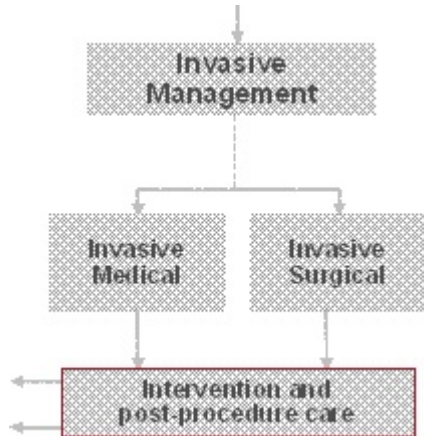 Invasive
Management
Invasive
Medical
Invasive
Surgical
Intervention and
post-procedure care